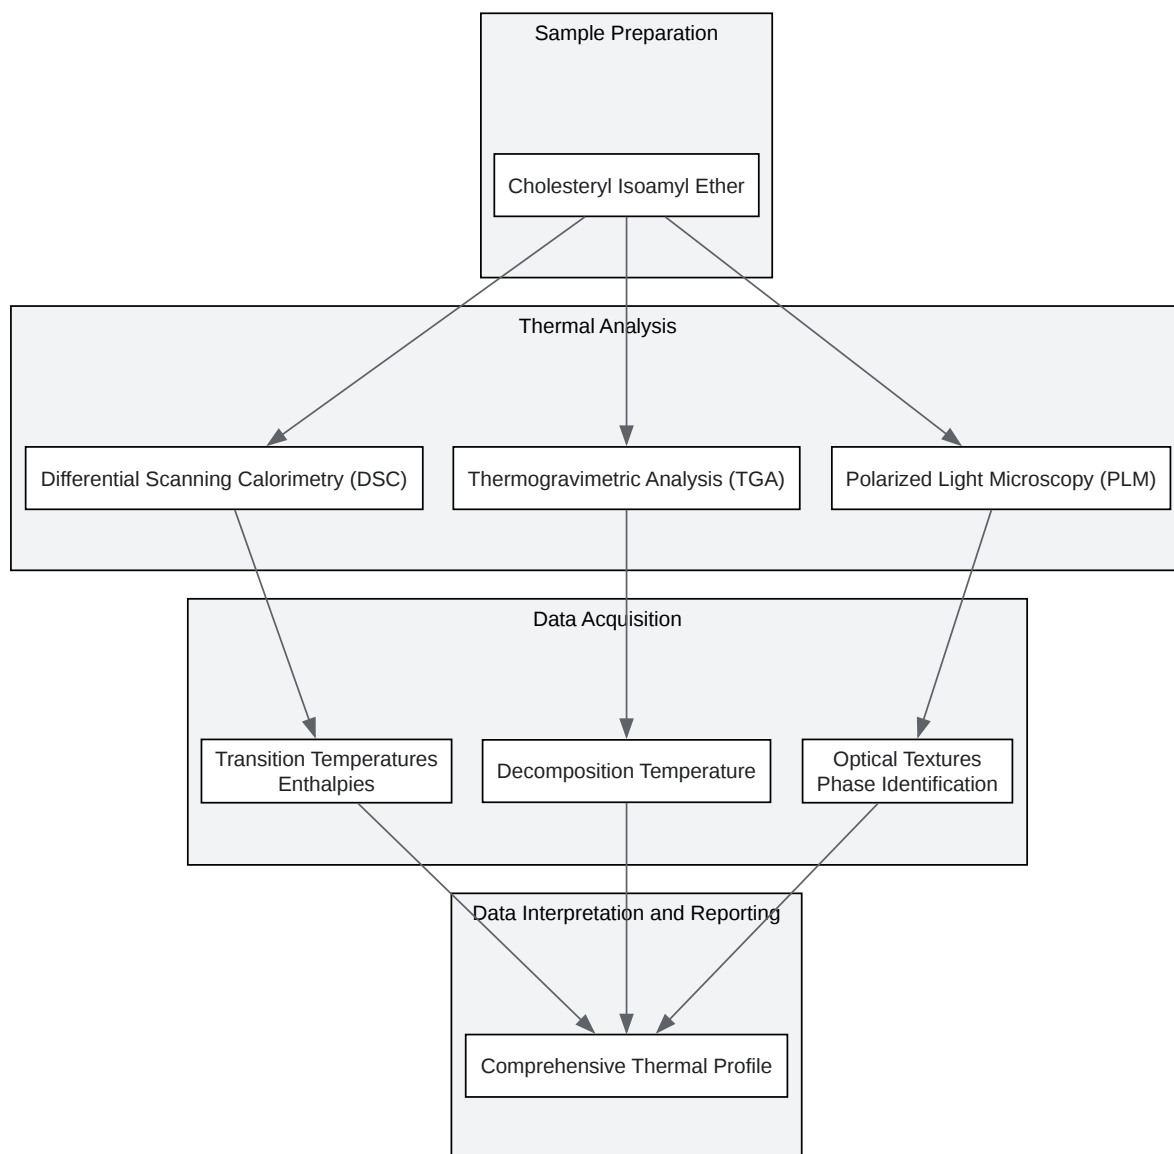 Sample Preparation
Cholesteryl Isoamyl Ether
Thermal Analysis
Differential Scanning Calorimetry (DSC)
Thermogravimetric Analysis (TGA)
Polarized Light Microscopy (PLM)
Data Acquisition
Transition Temperatures
Enthalpies
Decomposition Temperature
Optical Textures
Phase Identification
Data Interpretation and Reporting
Comprehensive Thermal Profile